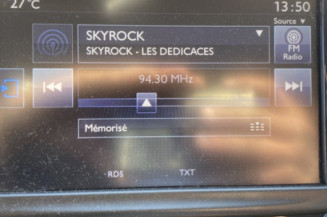 27°C 13:50
Source ▼
SKYROCK
SKYROCK - LES DEDICACES
FM
Radio
94.30 MHz
Mémorisé
RDS TXT